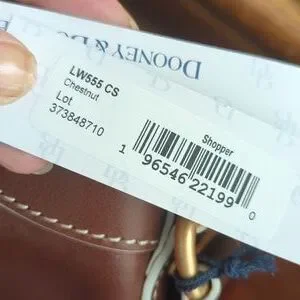 DOONEY & BO
LW555 CS
Chestnut
Lot
373848710
Shopper
1 96546 22199 0